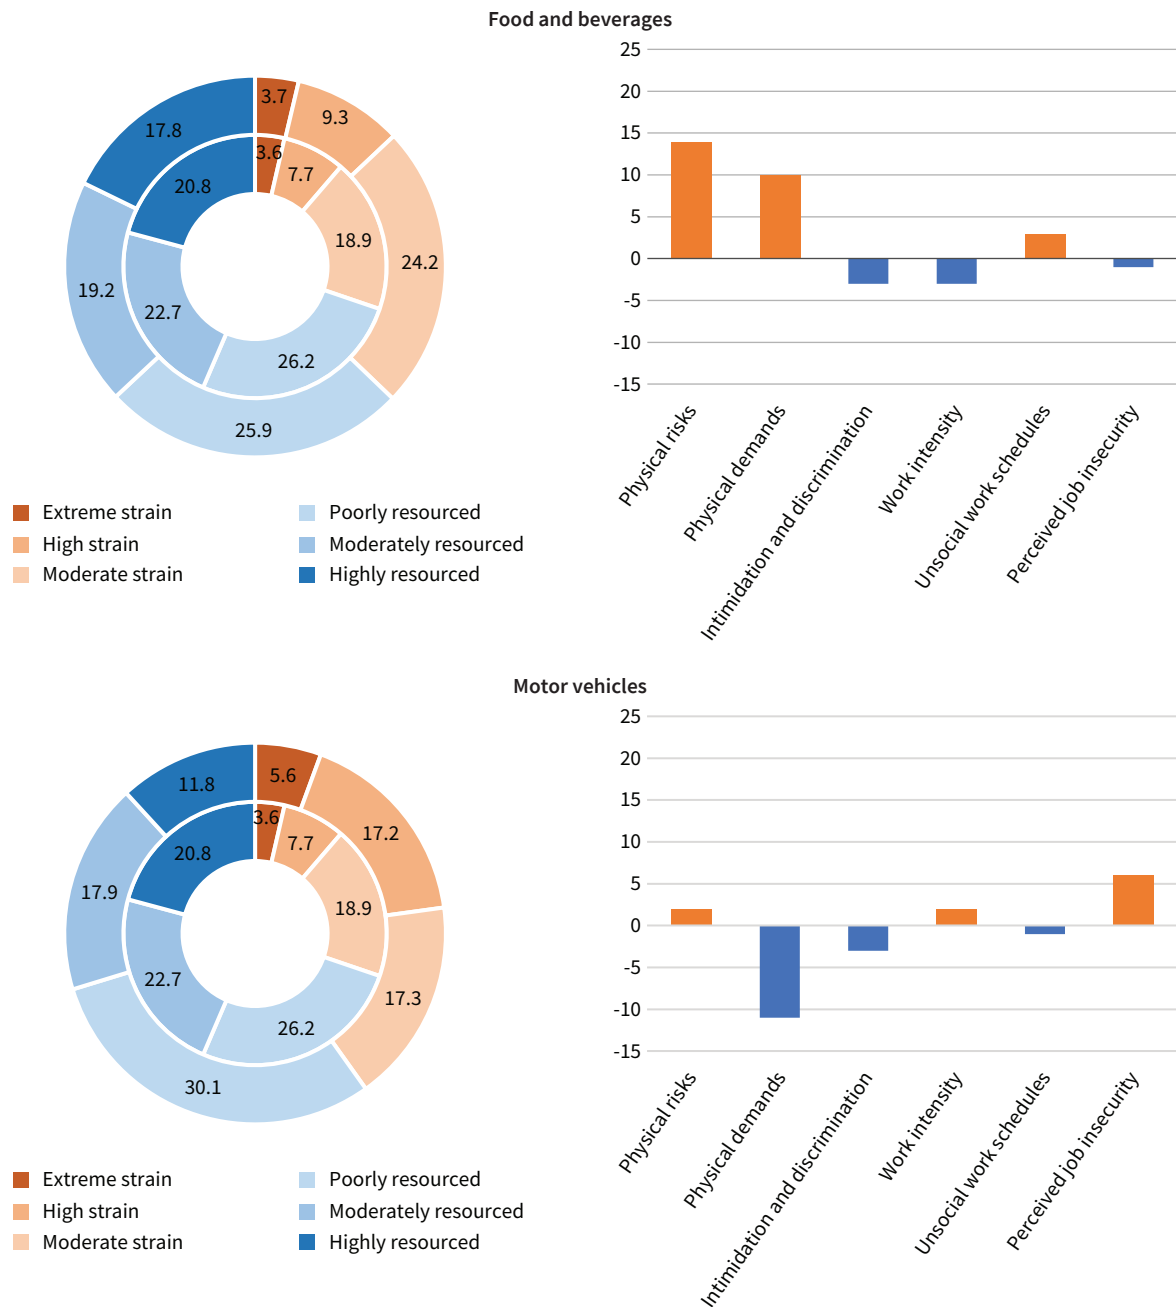 Food and beverages
3.7
9.3
24.2
25.9
19.2
17.8
3.6
7.7
18.9
26.2
22.7
20.8
Extreme strain
High strain
Moderate strain
Poorly resourced
Moderately resourced
Highly resourced
25
20
15
10
5
0
-5
-10
-15
Physical risks
Physical demands
Intimidation and discrimination
Work intensity
Unsocial work schedules
Perceived job insecurity
Motor vehicles
5.6
17.2
17.3
30.1
17.9
11.8
3.6
7.7
18.9
26.2
22.7
20.8
Extreme strain
High strain
Moderate strain
Poorly resourced
Moderately resourced
Highly resourced
25
20
15
10
5
0
-5
-10
-15
Physical risks
Physical demands
Intimidation and discrimination
Work intensity
Unsocial work schedules
Perceived job insecurity